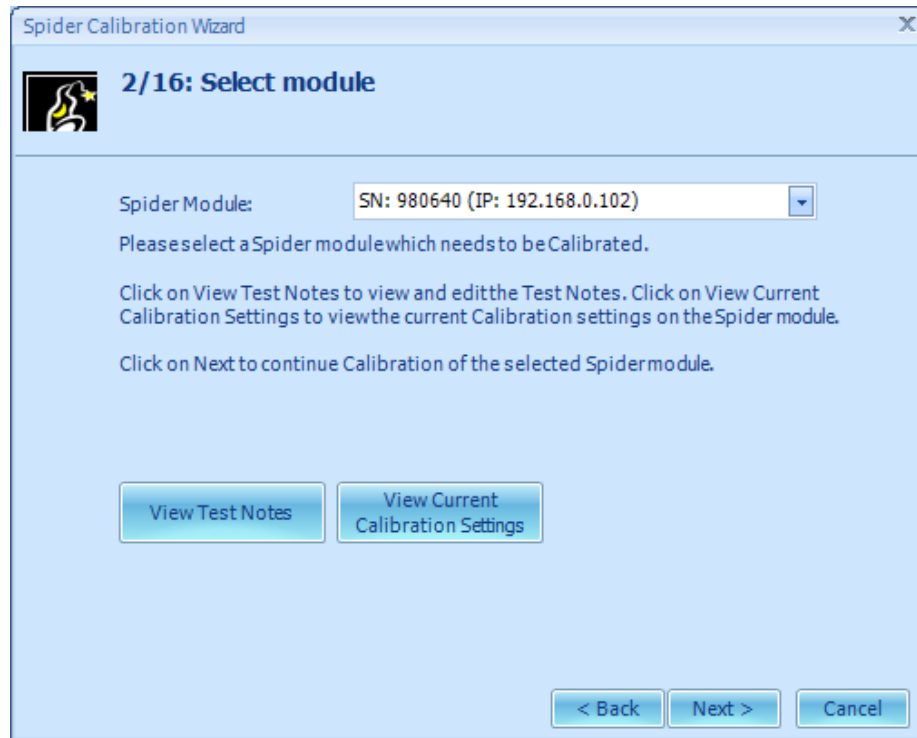 Spider Calibration Wizard
X
2/16: Select module
Spider Module: SN: 980640 (IP: 192.168.0.102)
Please select a Spider module which needs to be Calibrated.
Click on View Test Notes to view and edit the Test Notes. Click on View Current
Calibration Settings to view the current Calibration settings on the Spider module.
Click on Next to continue Calibration of the selected Spider module.
View Test Notes
View Current
Calibration Settings
< Back
Next >
Cancel